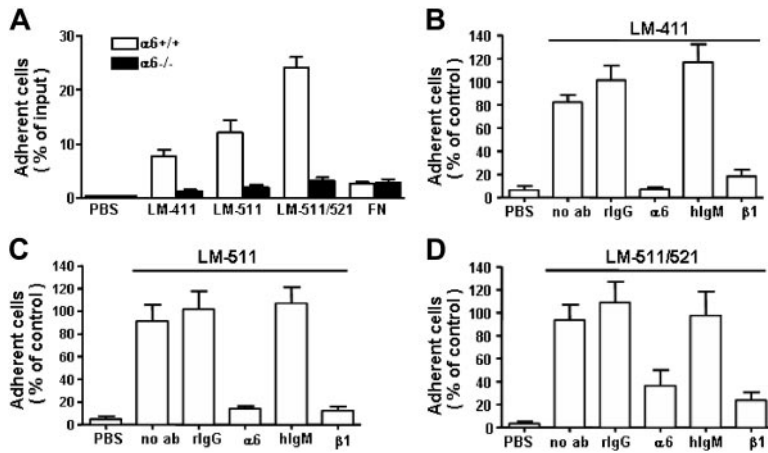 A
Adherent cells
( % of input)
30
20
10
0
α6+/+
α6-/-
PBS LM-411 LM-511 LM-511/521 FN
B
LM-411
Adherent cells
( % of control)
140
120
100
80
60
40
20
0
PBS no ab rIgG α6 hIgM β1
C
LM-511
Adherent cells
( % of control)
140
120
100
80
60
40
20
0
PBS no ab rIgG α6 hIgM β1
D
LM-511/521
Adherent cells
( % of control)
140
120
100
80
60
40
20
0
PBS no ab rIgG α6 hIgM β1